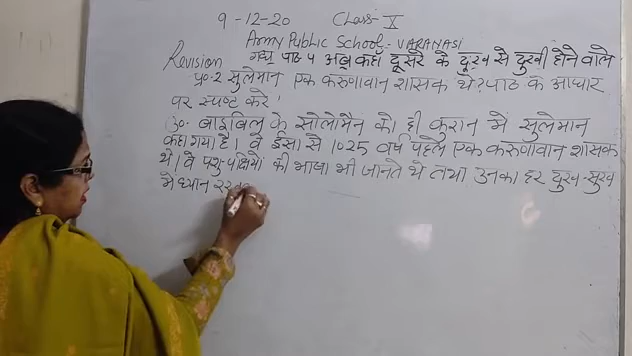 9-12-20 Class- X
Army Public School - VARANASI
Revision गद्य पाठ 4 अब कहाँ दूसरे के दुख से दुखी होने वाले
प्र०-2 सुलेमान एक करुणावान शासक थे? पाठ के आधार
पर स्पष्ट करें।
उ०- बाइबिल के सोलोमेन को ही कुरान में सुलेमान
कहा गया है। वे ईसा से 1025 वर्ष पहले एक करुणावान शासक
थे। वे पशु-पक्षियों की भाषा भी जानते थे तथा उनका हर दुख-सुख
में ध्यान